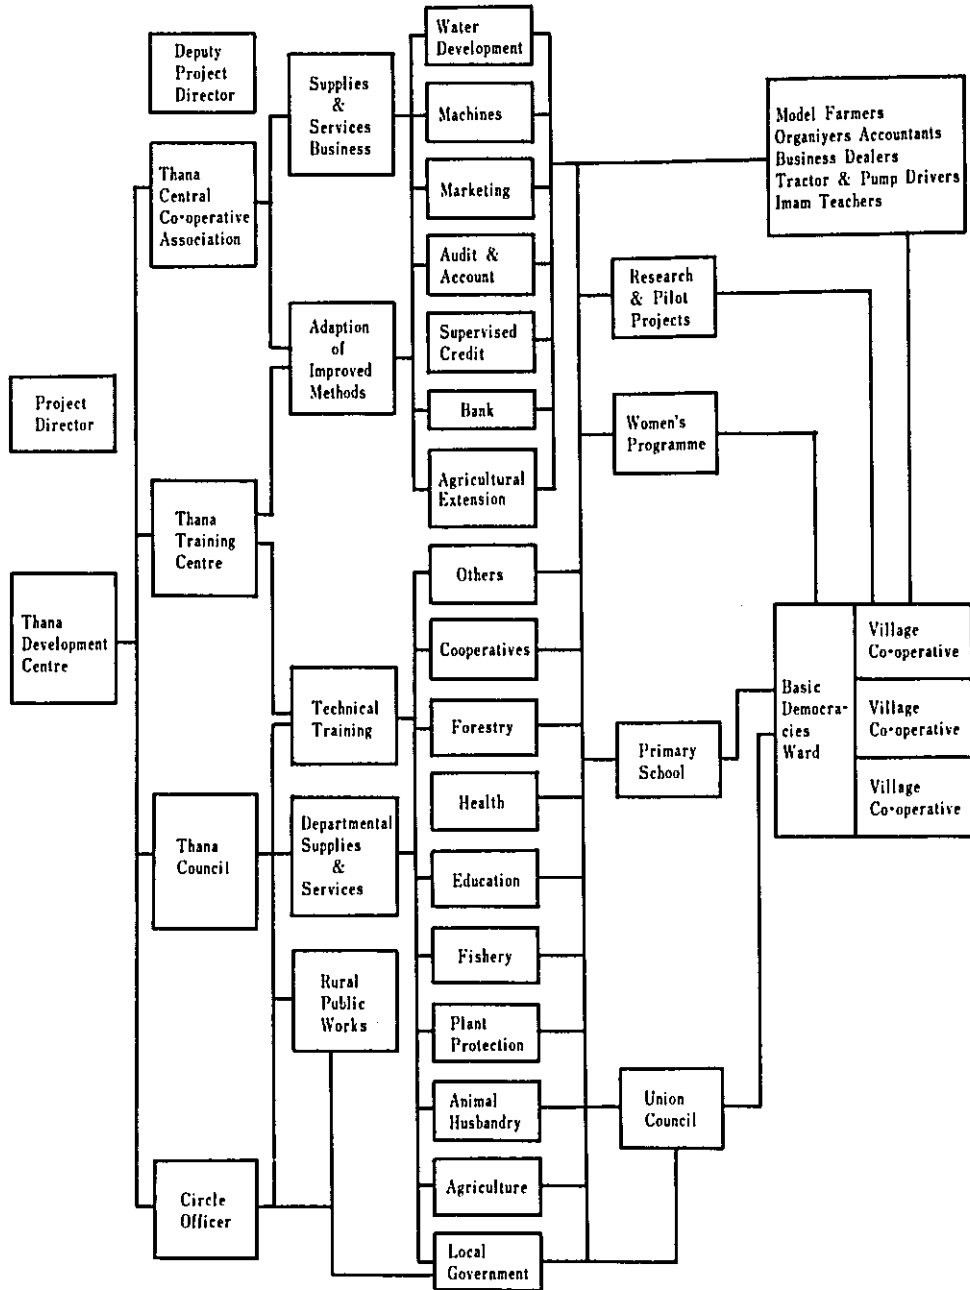 Project
Director
Thana
Development
Centre
Deputy
Project
Director
Thana
Central
Co-operative
Association
Thana
Training
Centre
Thana
Council
Circle
Officer
Supplies
&
Services
Business
Adaption
of
Improved
Methods
Technical
Training
Departmental
Supplies
&
Services
Rural
Public
Works
Water
Development
Machines
Marketing
Audit &
Account
Supervised
Credit
Bank
Agricultural
Extension
Others
Cooperatives
Forestry
Health
Education
Fishery
Plant
Protection
Animal
Husbandry
Agriculture
Local
Government
Model Farmers
Organiyers Accountants
Business Dealers
Tractor & Pump Drivers
Imam Teachers
Research
& Pilot
Projects
Women's
Programme
Primary
School
Union
Council
Basic
Democra-
cies
Ward
Village
Co-operative
Village
Co-operative
Village
Co-operative